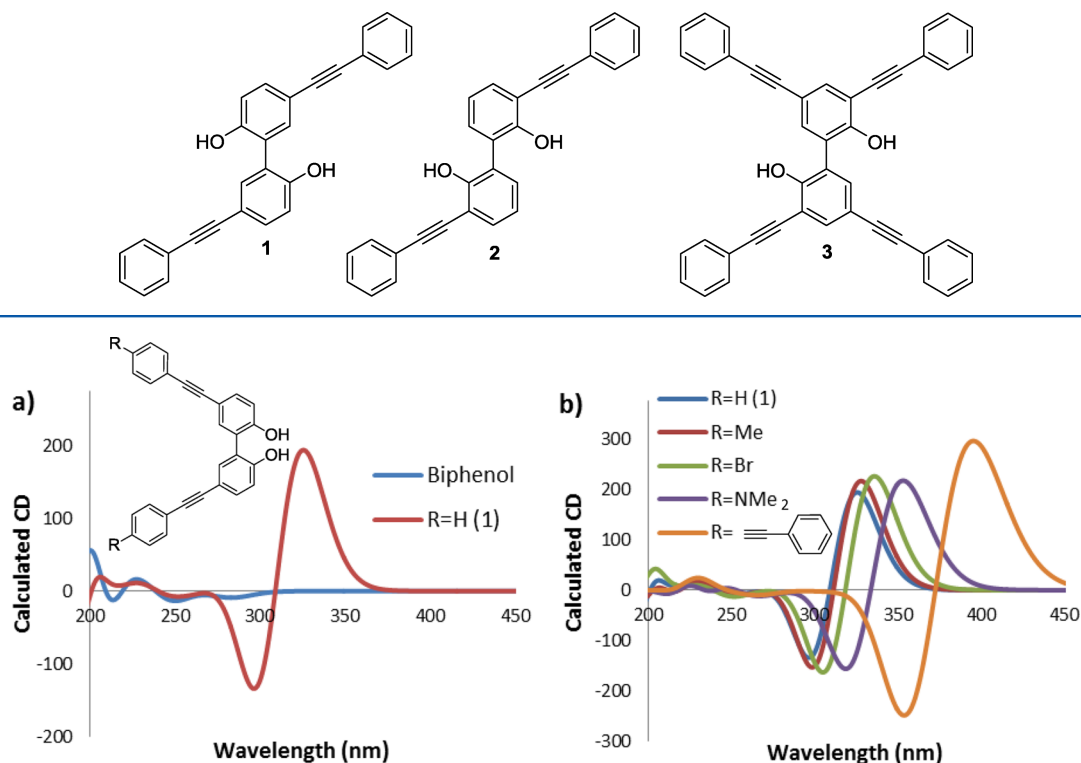 HO
OH
1
HO
OH
2
HO
OH
3
a)
R
OH
OH
R
Biphenol
R=H (1)
Calculated CD
200
100
0
-100
-200
200
250
300
350
400
450
Wavelength (nm)
b)
R=H (1)
R=Me
R=Br
R=NMe2
R=
Calculated CD
300
200
100
0
-100
-200
-300
200
250
300
350
400
450
Wavelength (nm)